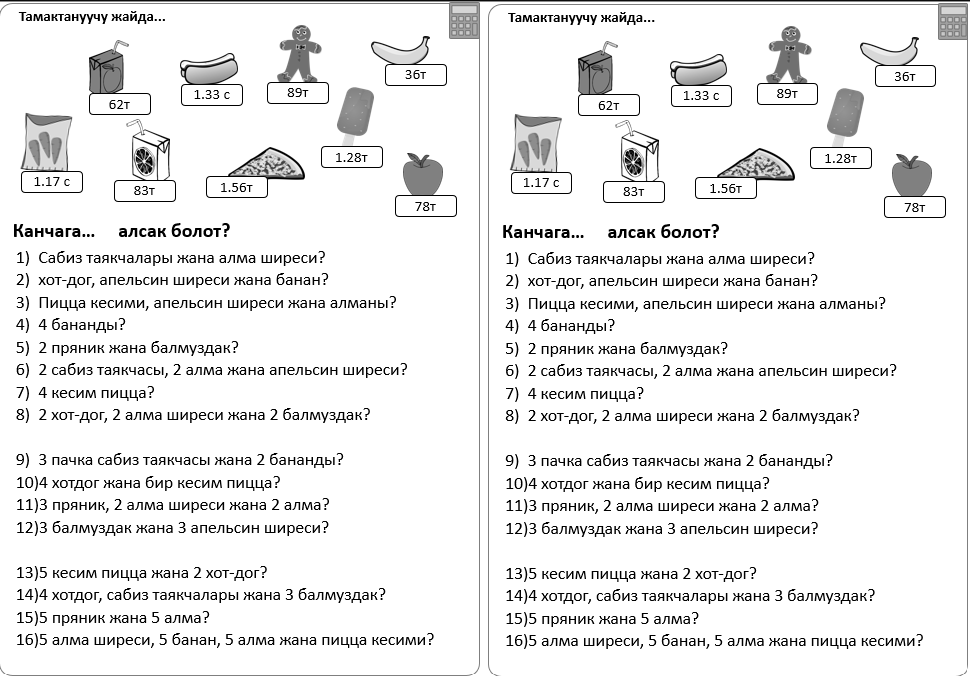 Тамактануучу жайда...
62т
1.33 с
89т
36т
1.17 с
83т
1.56т
1.28т
78т
Канчага... алсак болот?
1) Сабиз таякчалары жана алма ширеси?
2) хот-дог, апельсин ширеси жана банан?
3) Пицца кесими, апельсин ширеси жана алманы?
4) 4 бананды?
5) 2 пряник жана балмуздак?
6) 2 сабиз таякчасы, 2 алма жана апельсин ширеси?
7) 4 кесим пицца?
8) 2 хот-дог, 2 алма ширеси жана 2 балмуздак?
9) 3 пачка сабиз таякчасы жана 2 бананды?
10)4 хотдог жана бир кесим пицца?
11)3 пряник, 2 алма ширеси жана 2 алма?
12)3 балмуздак жана 3 апельсин ширеси?
13)5 кесим пицца жана 2 хот-дог?
14)4 хотдог, сабиз таякчалары жана 3 балмуздак?
15)5 пряник жана 5 алма?
16)5 алма ширеси, 5 банан, 5 алма жана пицца кесими?
Тамактануучу жайда...
62т
1.33 с
89т
36т
1.17 с
83т
1.56т
1.28т
78т
Канчага... алсак болот?
1) Сабиз таякчалары жана алма ширеси?
2) хот-дог, апельсин ширеси жана банан?
3) Пицца кесими, апельсин ширеси жана алманы?
4) 4 бананды?
5) 2 пряник жана балмуздак?
6) 2 сабиз таякчасы, 2 алма жана апельсин ширеси?
7) 4 кесим пицца?
8) 2 хот-дог, 2 алма ширеси жана 2 балмуздак?
9) 3 пачка сабиз таякчасы жана 2 бананды?
10)4 хотдог жана бир кесим пицца?
11)3 пряник, 2 алма ширеси жана 2 алма?
12)3 балмуздак жана 3 апельсин ширеси?
13)5 кесим пицца жана 2 хот-дог?
14)4 хотдог, сабиз таякчалары жана 3 балмуздак?
15)5 пряник жана 5 алма?
16)5 алма ширеси, 5 банан, 5 алма жана пицца кесими?